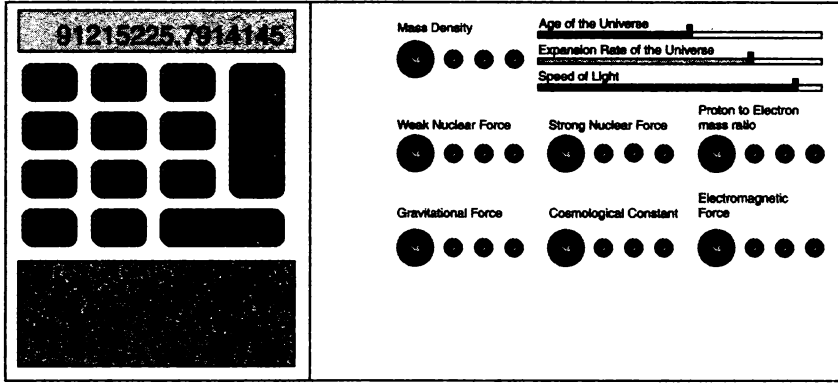 91215225.7914145
Mass Density
Age of the Universe
Expansion Rate of the Universe
Speed of Light
Weak Nuclear Force
Strong Nuclear Force
Proton to Electron
mass ratio
Gravitational Force
Cosmological Constant
Electromagnetic
Force